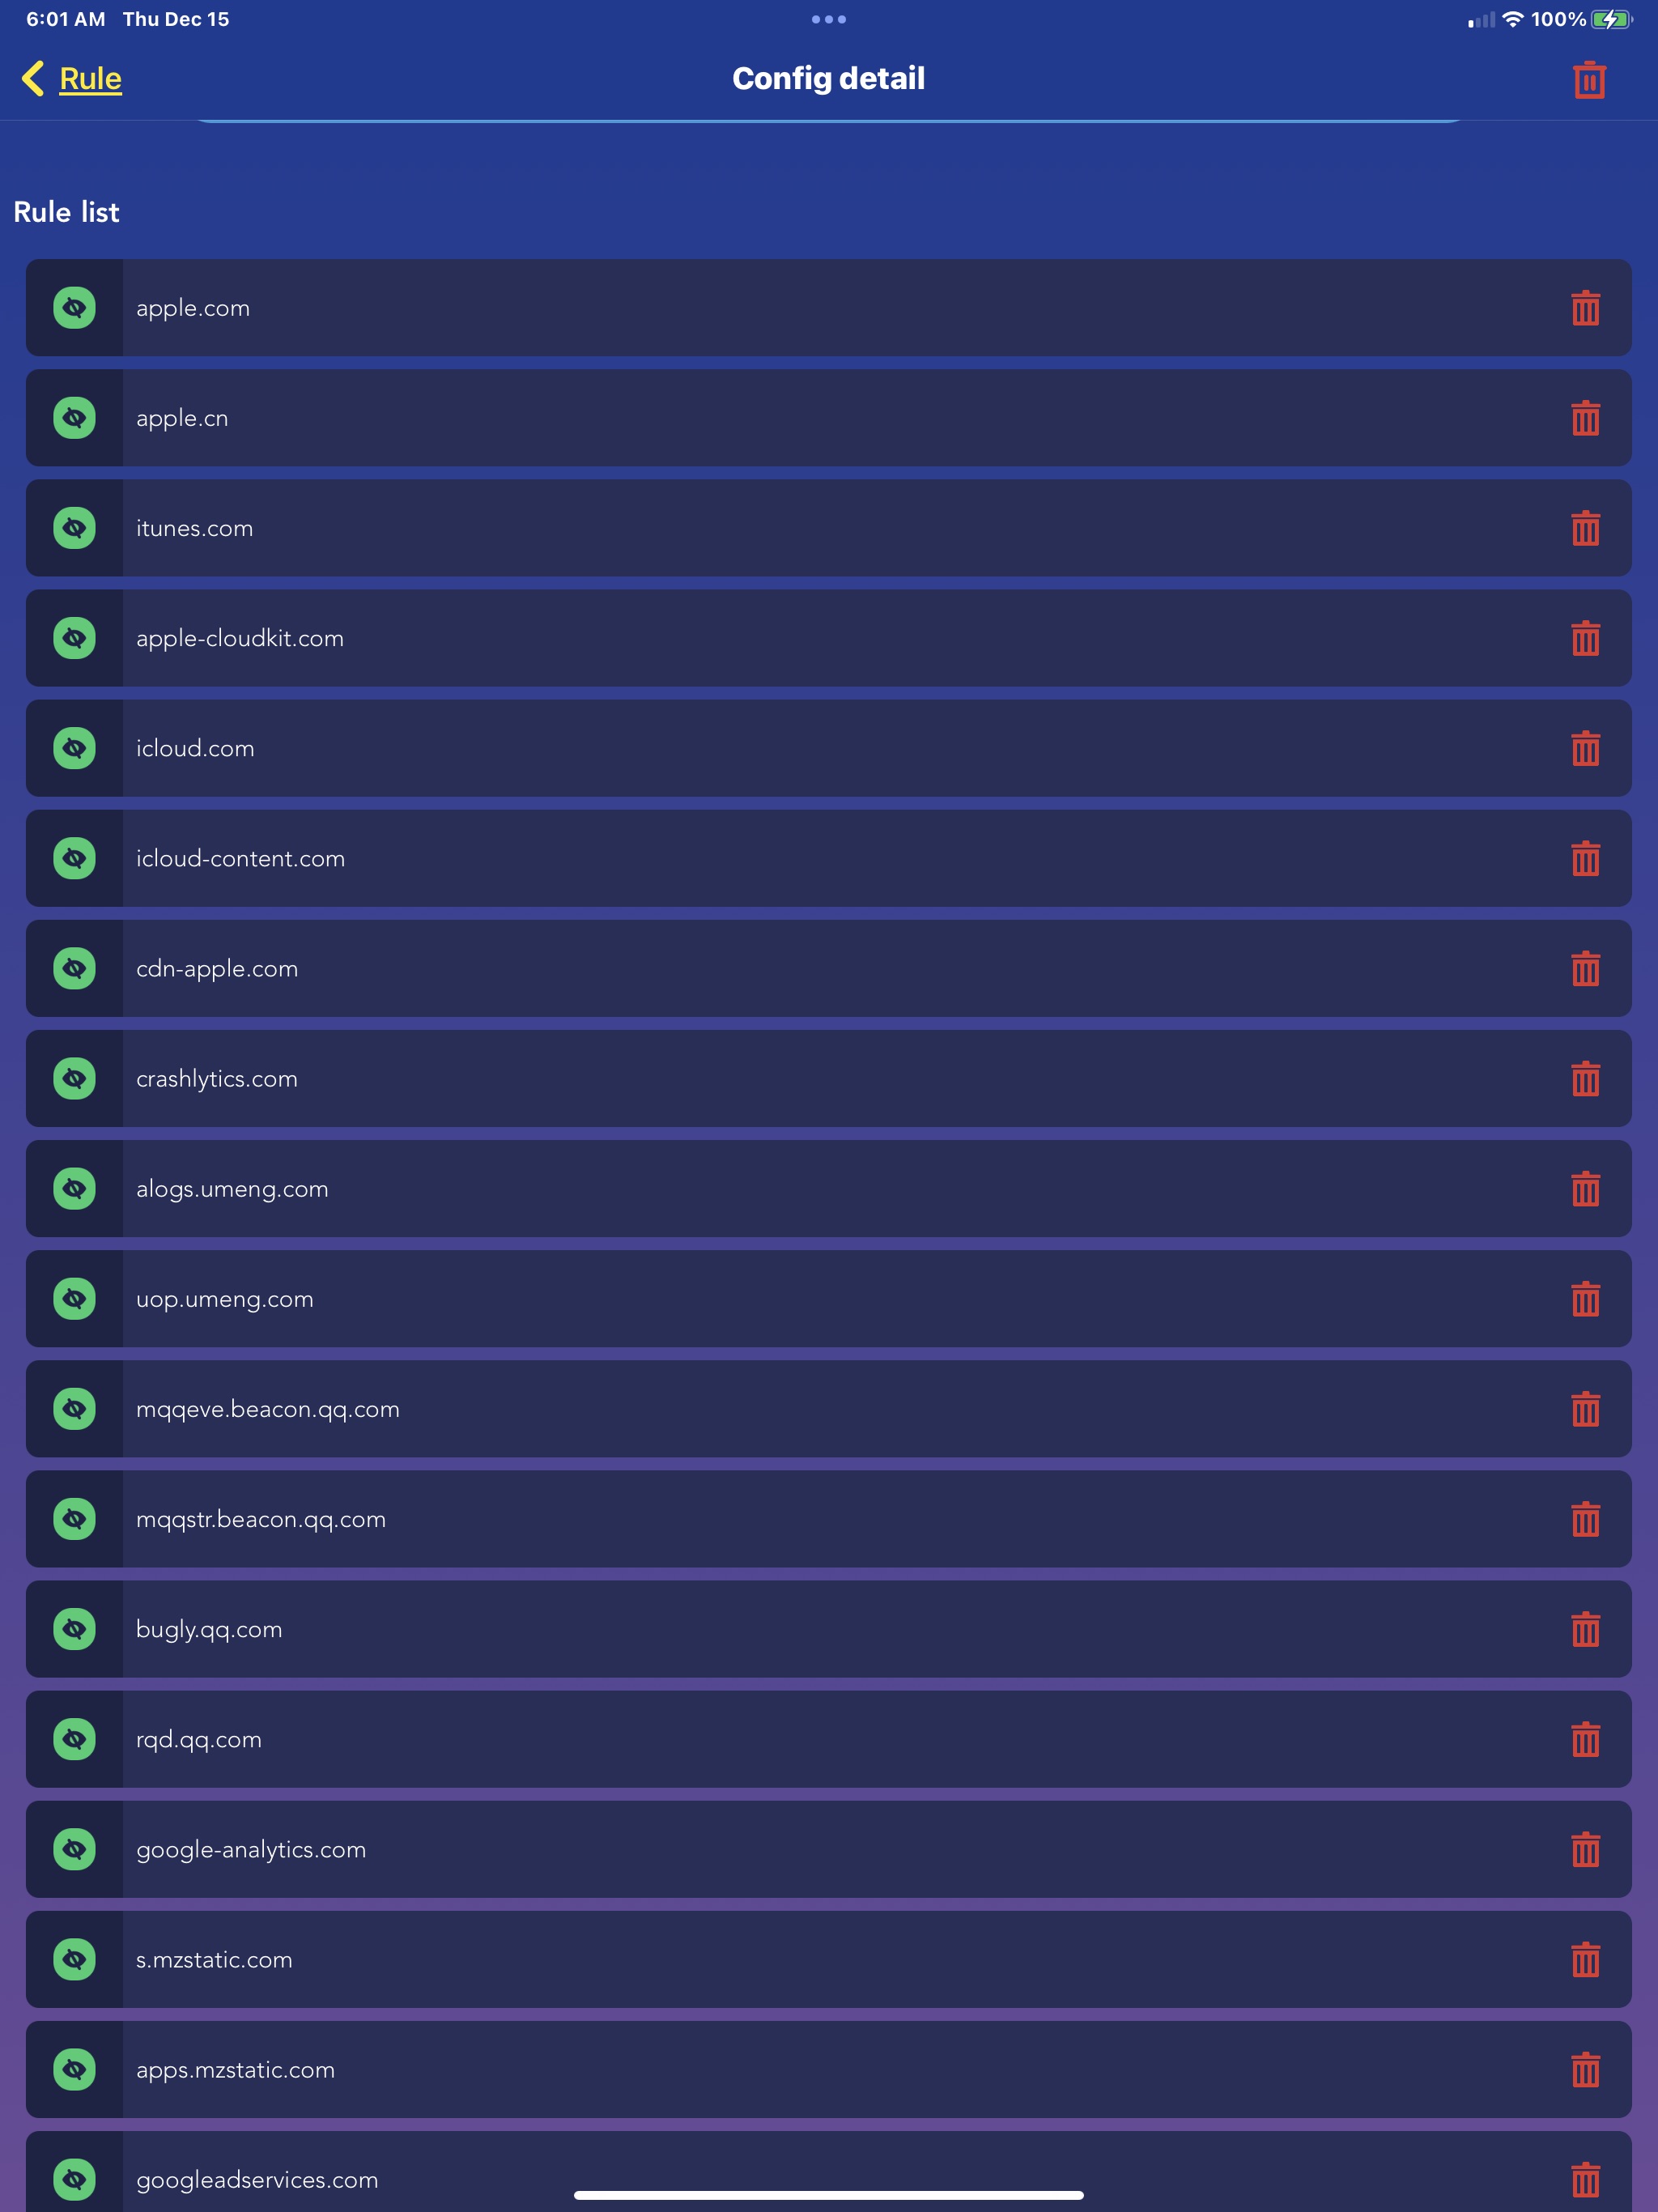 6:01 AM Thu Dec 15
100%
Rule
Config detail
Rule list
apple.com
apple.cn
itunes.com
apple-cloudkit.com
icloud.com
icloud-content.com
cdn-apple.com
crashlytics.com
alogs.umeng.com
uop.umeng.com
mqqeve.beacon.qq.com
mqqstr.beacon.qq.com
bugly.qq.com
rqd.qq.com
google-analytics.com
s.mzstatic.com
apps.mzstatic.com
googleadservices.com